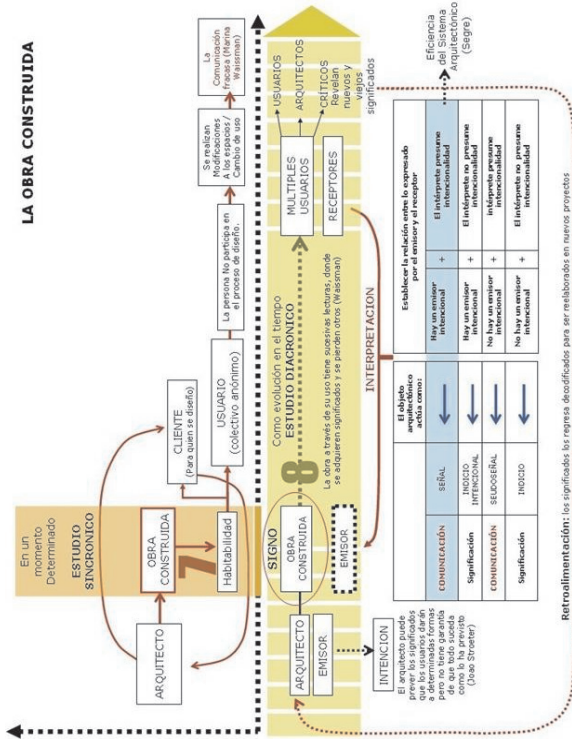 LA OBRA CONSTRUIDA
En un
momento
Determinado
ESTUDIO
SINCRONICO
ARQUITECTO
OBRA
CONSTRUIDA
7
Habitabilidad
CLIENTE
(Para quien se diseño)
USUARIO
(colectivo anónimo)
La persona No participa en
el proceso de diseño.
Se realizan
Modificaciones
A los espacios /
Cambio de uso
La
Comunicación
fracasa (Marina
Waissman)
SIGNO
ARQUITECTO
EMISOR
OBRA
CONSTRUIDA
EMISOR
8
Como evolución en el tiempo
ESTUDIO DIACRONICO
La obra a través de su uso tiene sucesivas lecturas, donde
se adquieren significados y se pierden otros (Waissman)
MULTIPLES
USUARIOS
RECEPTORES
USUARIOS
ARQUITECTOS
CRÍTICOS
Revelan
nuevos y
viejos
significados
INTENCION
El arquitecto puede
prever los significados
que los usuarios darán
a determinadas formas
pero no tiene garantía
de que todo suceda
como lo ha previsto
(Joao Stroeter)
INTERPRETACION
El objeto
arquitectónico
actúa como:
Establecer la relación entre lo expresado
por el emisor y el receptor
COMUNICACIÓN SEÑAL Hay un emisor intencional + El intérprete presume intencionalidad
Significación INDICIO INTENCIONAL Hay un emisor intencional + El intérprete no presume intencionalidad
COMUNICACIÓN SEUDOSEÑAL No hay un emisor intencional + El intérprete presume intencionalidad
Significación INDICIO No hay un emisor intencional + El intérprete no presume intencionalidad
Eficiencia
del Sistema
Arquitectónico
(Segre)
Retroalimentación: los significados los regresa decodificados para ser reelaborados en nuevos proyectos